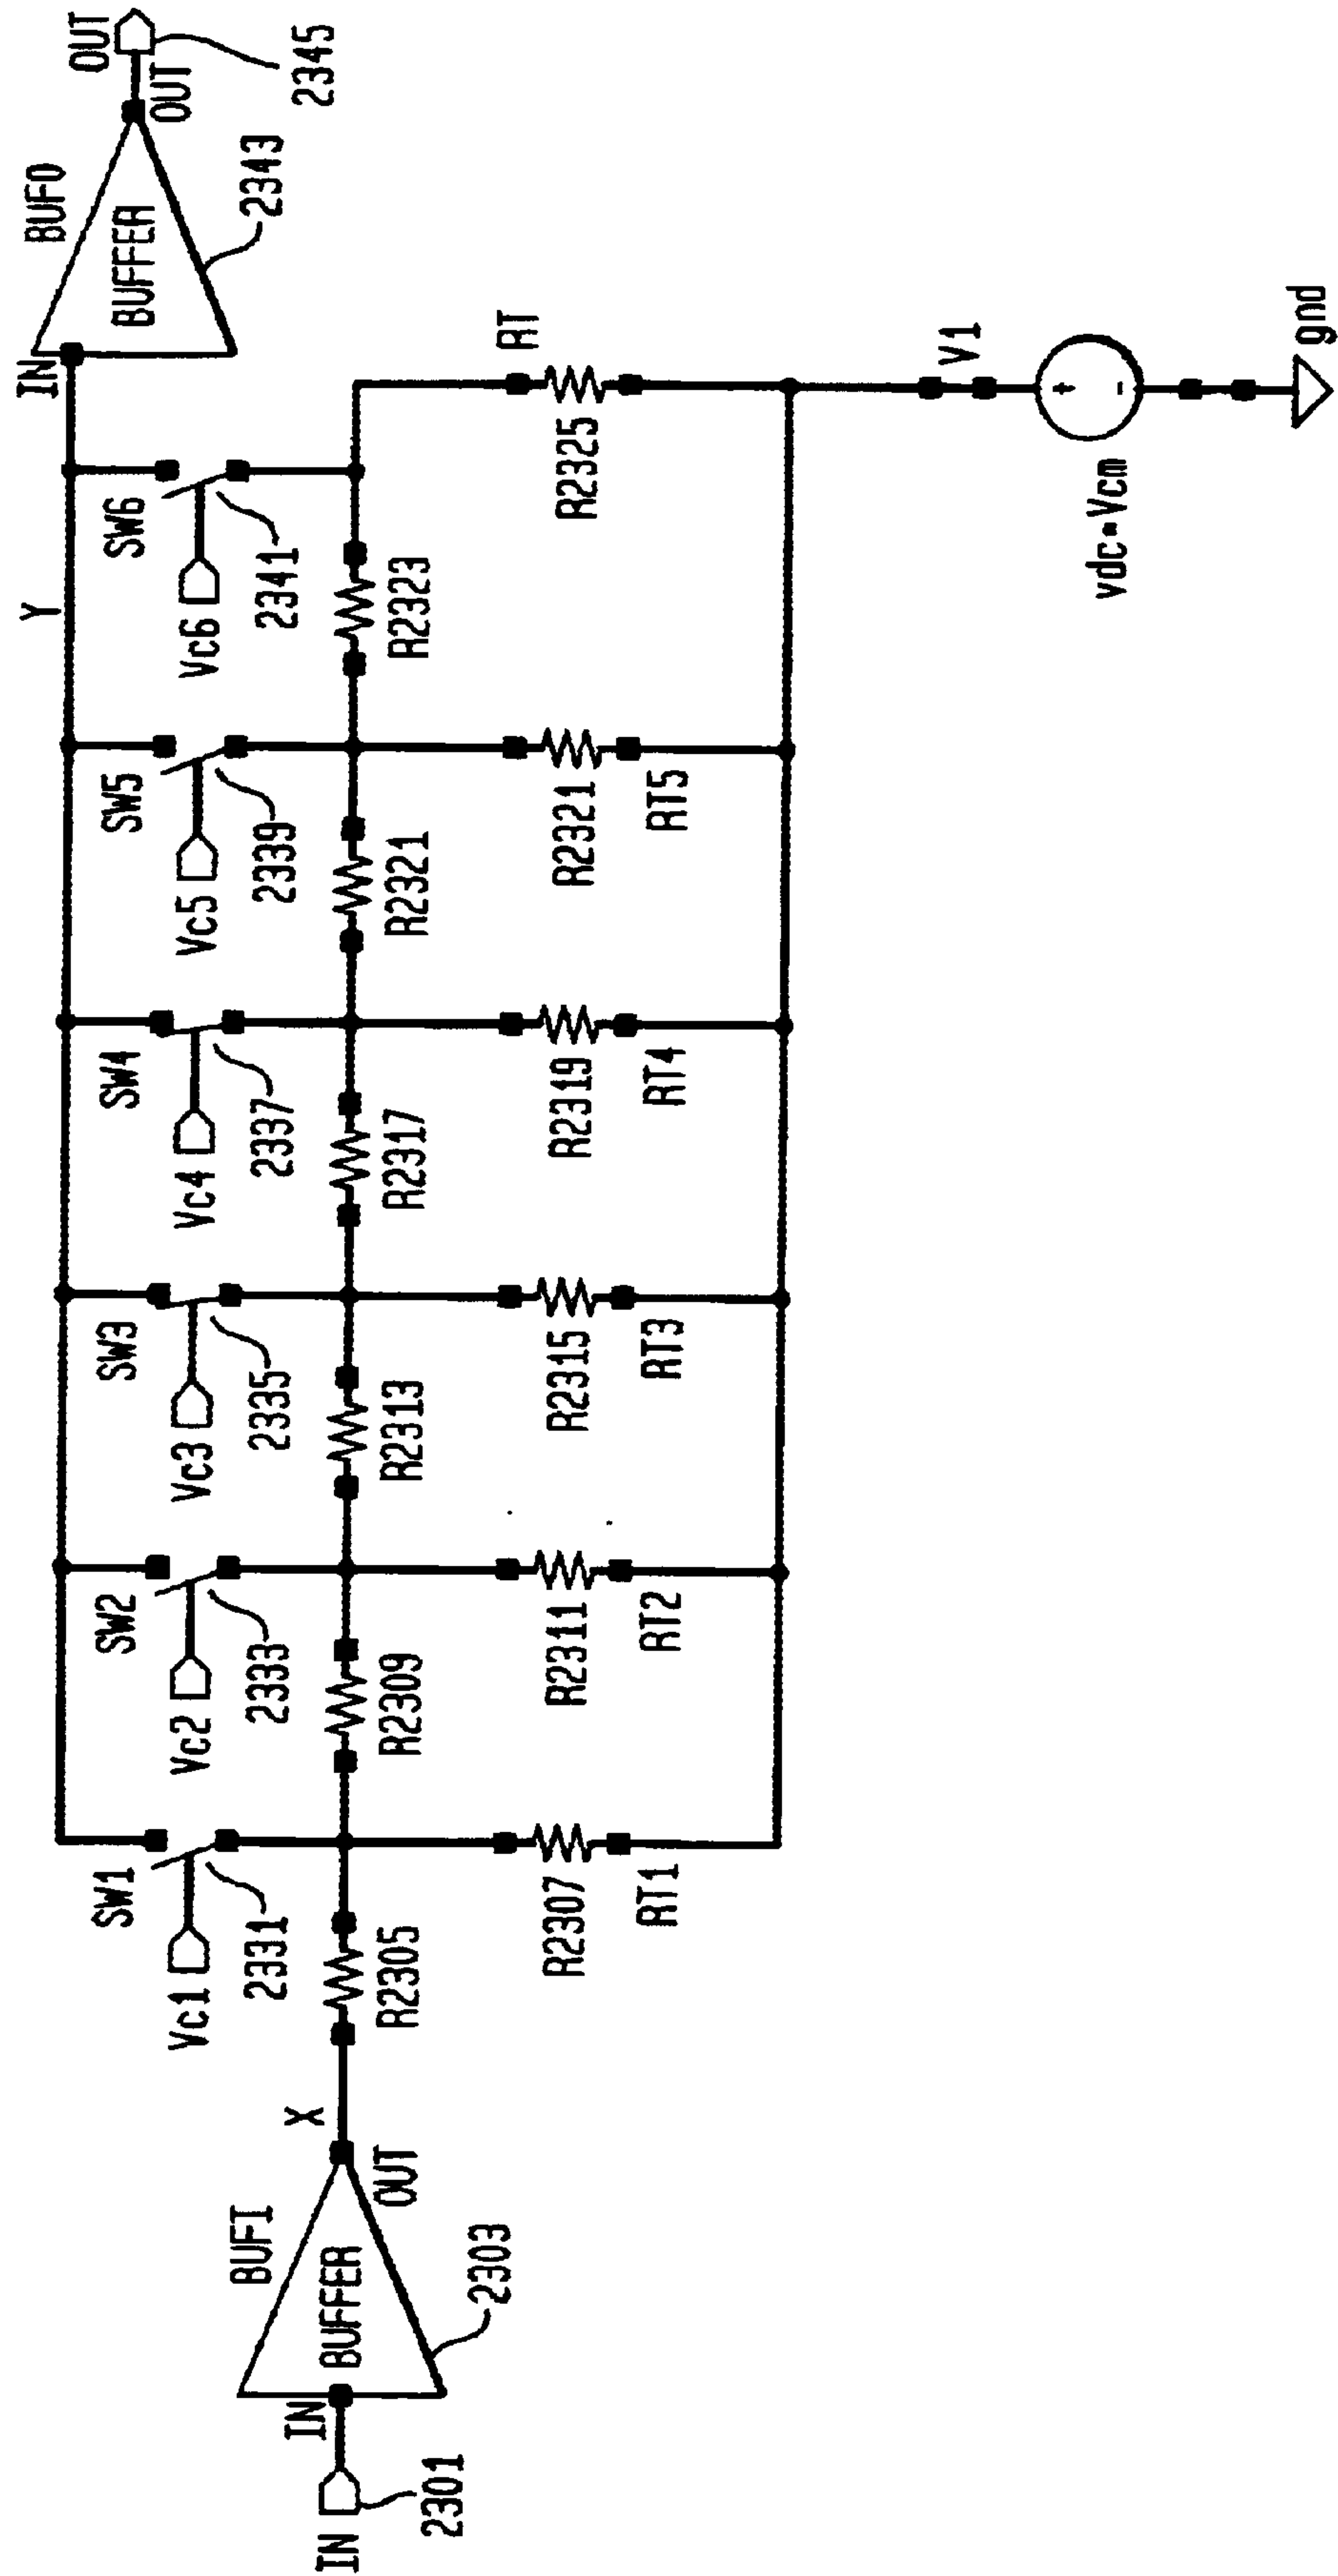 IN
2301
IN
BUFFER
BUFI
2303
OUT
X
R2305
SW1
Vc1
2331
R2307
RT1
R2309
SW2
Vc2
2333
R2311
RT2
R2313
SW3
Vc3
2335
R2315
RT3
R2317
SW4
Vc4
2337
R2319
RT4
R2321
SW5
Vc5
2339
R2321
RT5
R2323
SW6
Vc6
2341
Y
R2325
RT
IN
BUFFER
BUFO
2343
OUT
OUT
2345
V1
+
-
vdc=Vcm
gnd